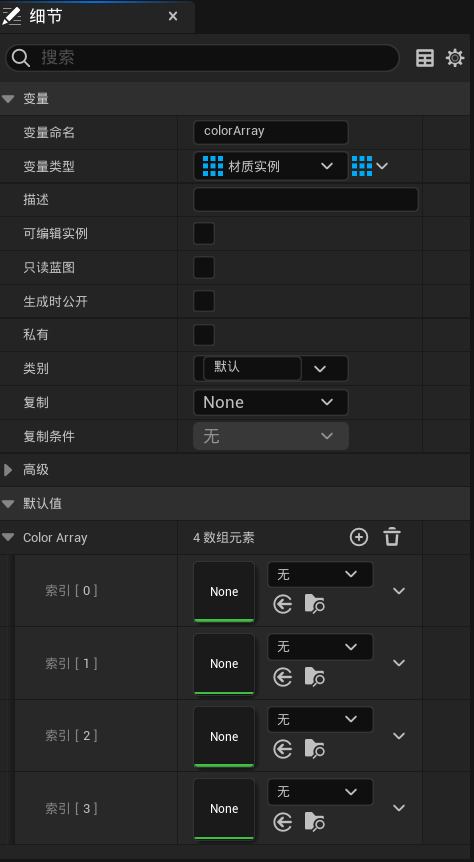 细节
搜索
变量
变量命名 colorArray
变量类型 材质实例
描述
可编辑实例
只读蓝图
生成时公开
私有
类别 默认
复制 None
复制条件 无
高级
默认值
Color Array 4 数组元素
索引 [ 0 ] None 无
索引 [ 1 ] None 无
索引 [ 2 ] None 无
索引 [ 3 ] None 无